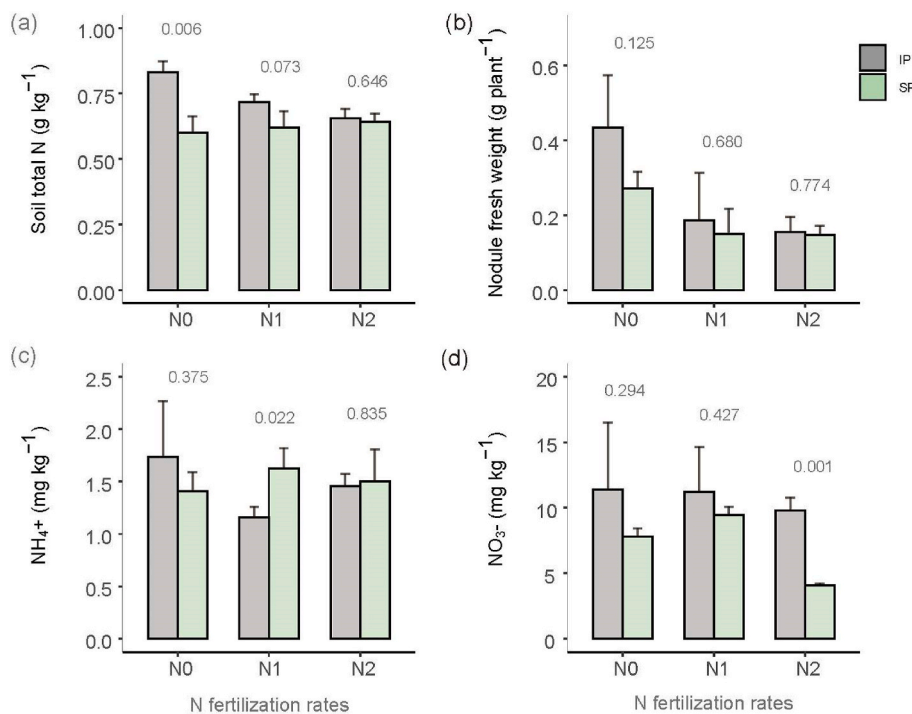 (a)
Soil total N (g kg⁻¹)
1.00
0.75
0.50
0.25
0.00
0.006
0.073
0.646
N0 N1 N2
(b)
Nodule fresh weight (g plant⁻¹)
0.6
0.4
0.2
0.0
0.125
0.680
0.774
N0 N1 N2
IP
(c)
NH₄+ (mg kg⁻¹)
2.5
2.0
1.5
1.0
0.5
0.0
0.375
0.022
0.835
N0 N1 N2
N fertilization rates
(d)
NO₃- (mg kg⁻¹)
20
15
10
5
0
0.294
0.427
0.001
N0 N1 N2
N fertilization rates